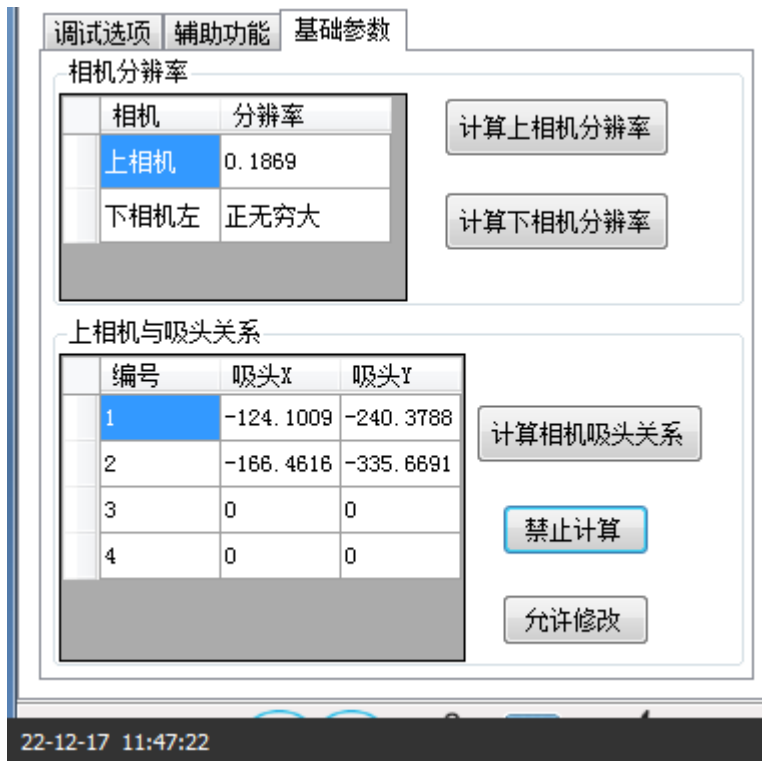 调试选项 辅助功能 基础参数
相机分辨率
相机 分辨率
上相机 0.1869
下相机左 正无穷大
计算上相机分辨率
计算下相机分辨率
上相机与吸头关系
编号 吸头X 吸头Y
1 -124.1009 -240.3788
2 -166.4616 -335.6691
3 0 0
4 0 0
计算相机吸头关系
禁止计算
允许修改
22-12-17 11:47:22